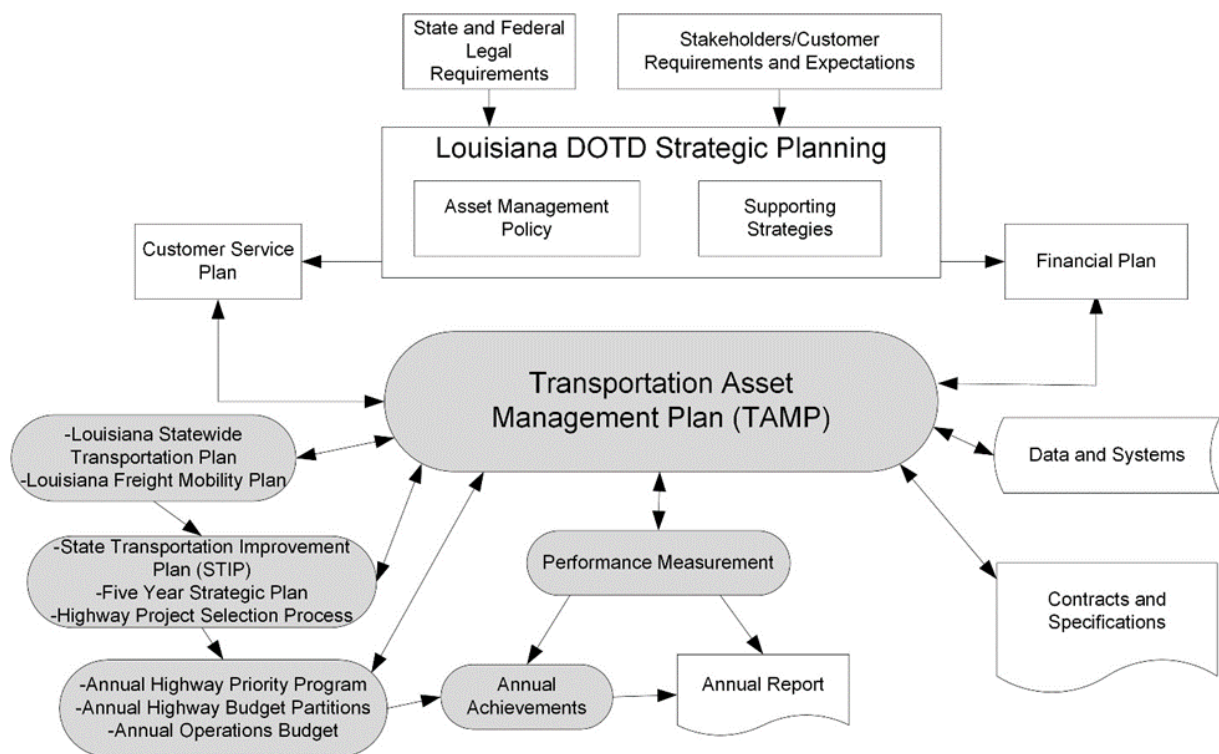 State and Federal
Legal
Requirements
Stakeholders/Customer
Requirements and Expectations
Louisiana DOTD Strategic Planning
Asset Management
Policy
Supporting
Strategies
Customer Service
Plan
Financial Plan
Transportation Asset
Management Plan (TAMP)
-Louisiana Statewide
Transportation Plan
-Louisiana Freight Mobility Plan
Data and Systems
-State Transportation Improvement
Plan (STIP)
-Five Year Strategic Plan
-Highway Project Selection Process
Performance Measurement
Contracts and
Specifications
-Annual Highway Priority Program
-Annual Highway Budget Partitions
-Annual Operations Budget
Annual
Achievements
Annual Report